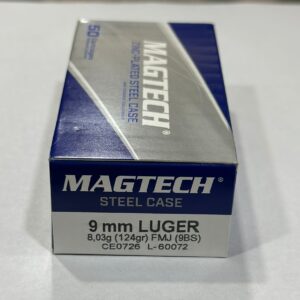 50 Cartridges
MAGTECH
ZINC-PLATED STEEL CASE
MAGTECH
STEEL CASE
9 mm LUGER
8,03g (124gr) FMJ (9BS)
CE0726 L- 60072